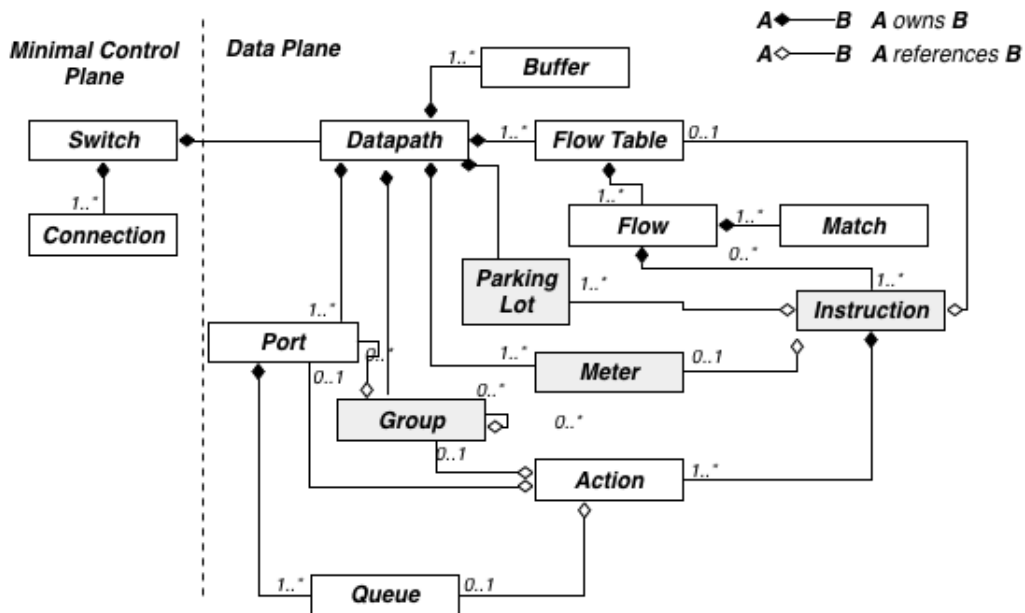 A B A owns B
A B A references B
Minimal Control
Plane
Data Plane
1..*
Buffer
Switch
Datapath
1..*
Flow Table
0..1
1..*
Connection
1..*
Flow
1..*
Match
0..*
Parking
Lot
1..*
1..*
Instruction
1..*
Port
0..*
0..1
1..*
Meter
0..1
0..*
Group
0..*
0..1
Action
1..*
1..*
Queue
0..1